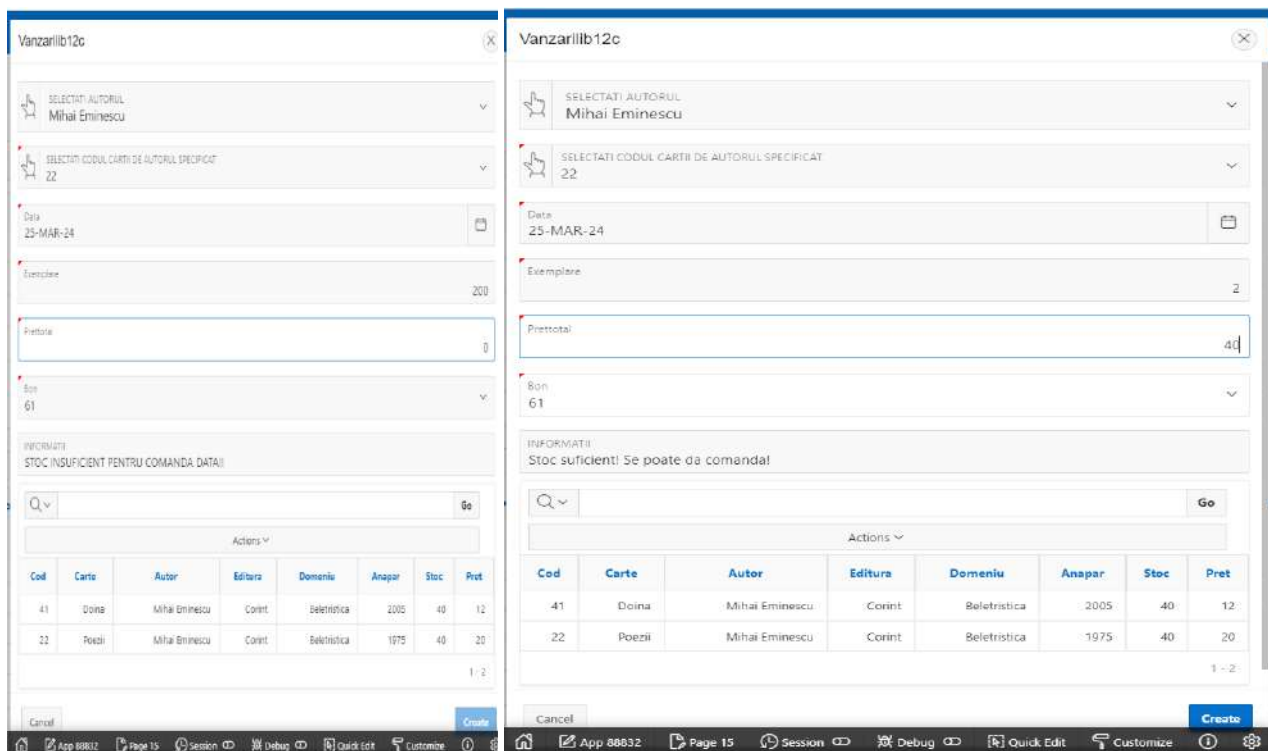 Vanzarilib12c
SELECTATI AUTORUL
Mihai Eminescu
SELECTATI CODUL CARTII DE AUTORUL SPECIFICAT
22
Data
25-MAR-24
Exemplare
200
Prettotal
0
Bon
61
INFORMATII
STOC INSUFICIENT PENTRU COMANDA DATA!!
Go
Actions
Cod Carte Autor Editura Domeniu Anapar Stoc Pret
41 Doina Mihai Eminescu Corint Beletristica 2005 40 12
22 Poezii Mihai Eminescu Corint Beletristica 1975 40 20
1 - 2
Cancel Create
App 88832 Page 15 Session Debug Quick Edit Customize
Vanzarilib12c
SELECTATI AUTORUL
Mihai Eminescu
SELECTATI CODUL CARTII DE AUTORUL SPECIFICAT
22
Data
25-MAR-24
Exemplare
2
Prettotal
40
Bon
61
INFORMATII
Stoc suficient! Se poate da comanda!
Go
Actions
Cod Carte Autor Editura Domeniu Anapar Stoc Pret
41 Doina Mihai Eminescu Corint Beletristica 2005 40 12
22 Poezii Mihai Eminescu Corint Beletristica 1975 40 20
1 - 2
Cancel Create
App 88832 Page 15 Session Debug Quick Edit Customize